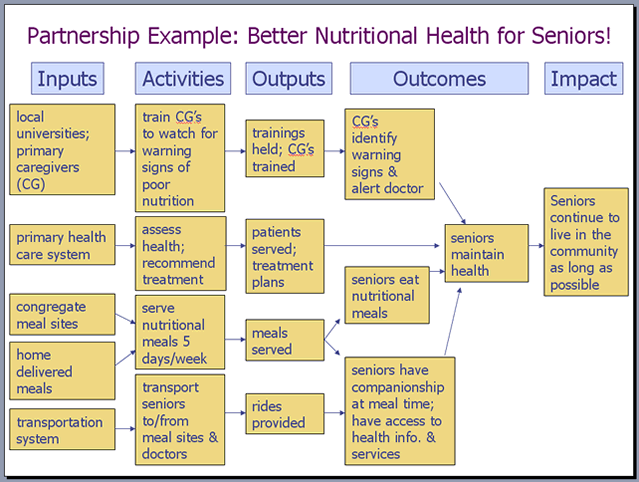 Partnership Example: Better Nutritional Health for Seniors!
Inputs
Activities
Outputs
Outcomes
Impact
local
universities;
primary
caregivers
(CG)
train CG's
to watch for
warning
signs of
poor
nutrition
trainings
held; CG's
trained
CG's
identify
warning
signs &
alert doctor
primary health
care system
assess
health;
recommend
treatment
patients
served;
treatment
plans
seniors
maintain
health
Seniors
continue to
live in the
community
as long as
possible
congregate
meal sites
home
delivered
meals
serve
nutritional
meals 5
days/week
meals
served
seniors eat
nutritional
meals
transportation
system
transport
seniors
to/from
meal sites &
doctors
rides
provided
seniors have
companionship
at meal time;
have access to
health info. &
services